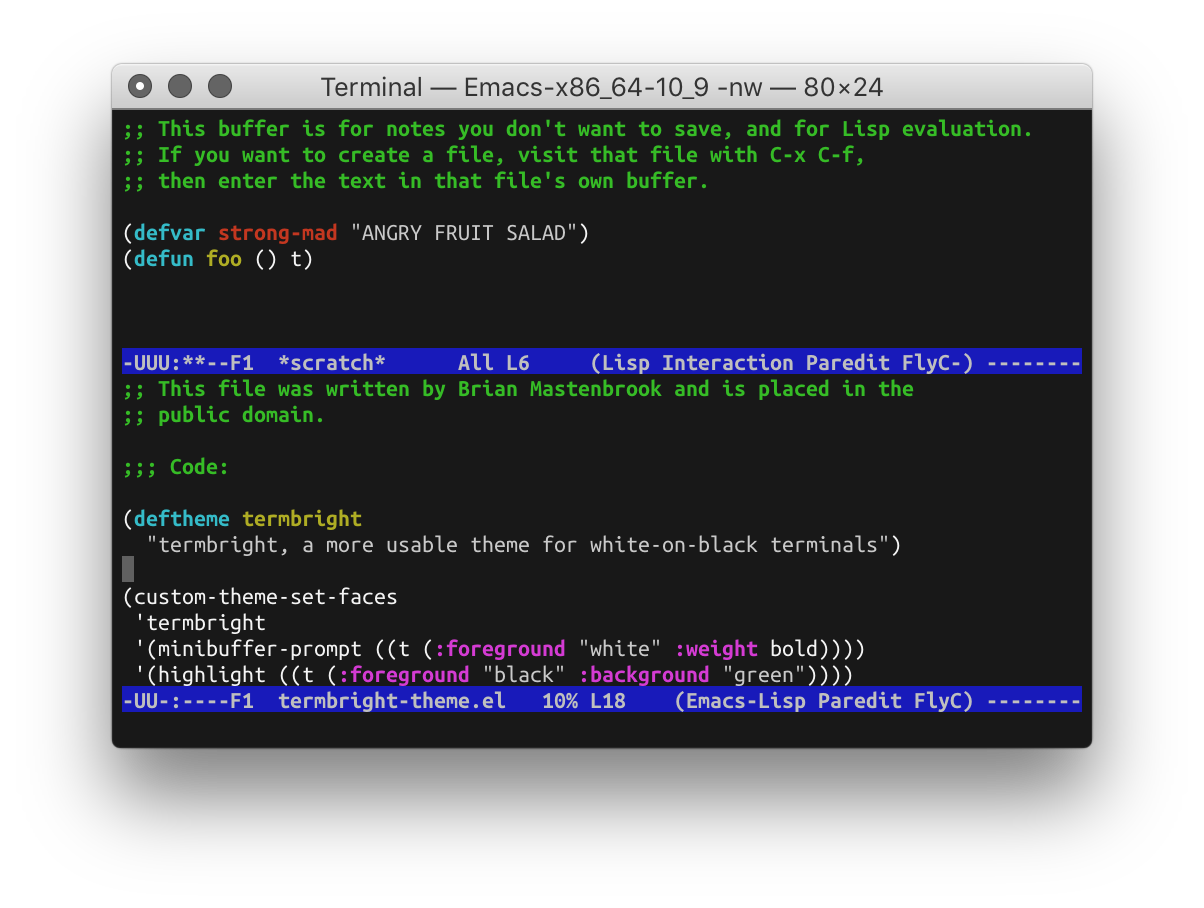 Terminal — Emacs-x86_64-10_9 -nw — 80×24
;; This buffer is for notes you don't want to save, and for Lisp evaluation.
;; If you want to create a file, visit that file with C-x C-f,
;; then enter the text in that file's own buffer.
(defvar strong-mad "ANGRY FRUIT SALAD")
(defun foo () t)
-UUU:**--F1  *scratch*      All L6     (Lisp Interaction Paredit FlyC-) --------
;; This file was written by Brian Mastenbrook and is placed in the
;; public domain.
;;; Code:
(deftheme termbright
  "termbright, a more usable theme for white-on-black terminals")
(custom-theme-set-faces
 'termbright
 '(minibuffer-prompt ((t (:foreground "white" :weight bold))))
 '(highlight ((t (:foreground "black" :background "green"))))
-UU-:----F1  termbright-theme.el   10% L18    (Emacs-Lisp Paredit FlyC) --------